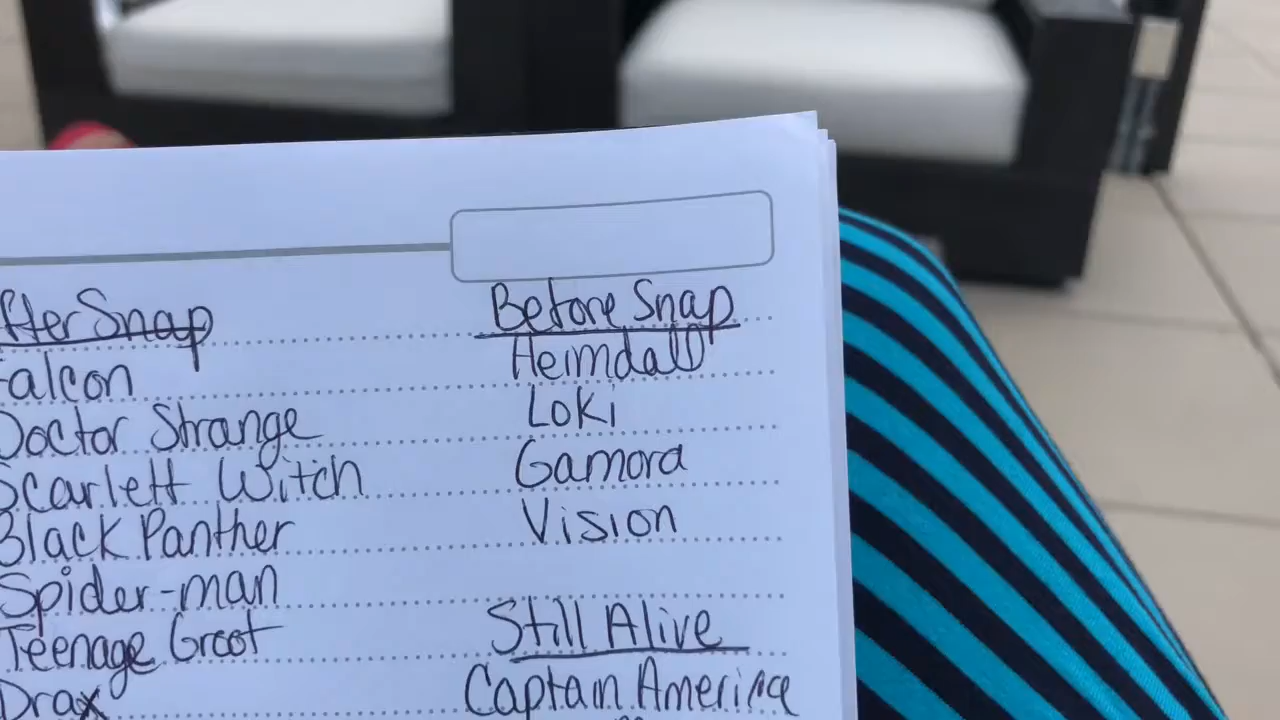 fter Snap
Falcon
Doctor Strange
Scarlett Witch
Black Panther
Spider-man
Teenage Groot
Drax
Before Snap
Heimdall
Loki
Gamora
Vision
Still Alive
Captain America